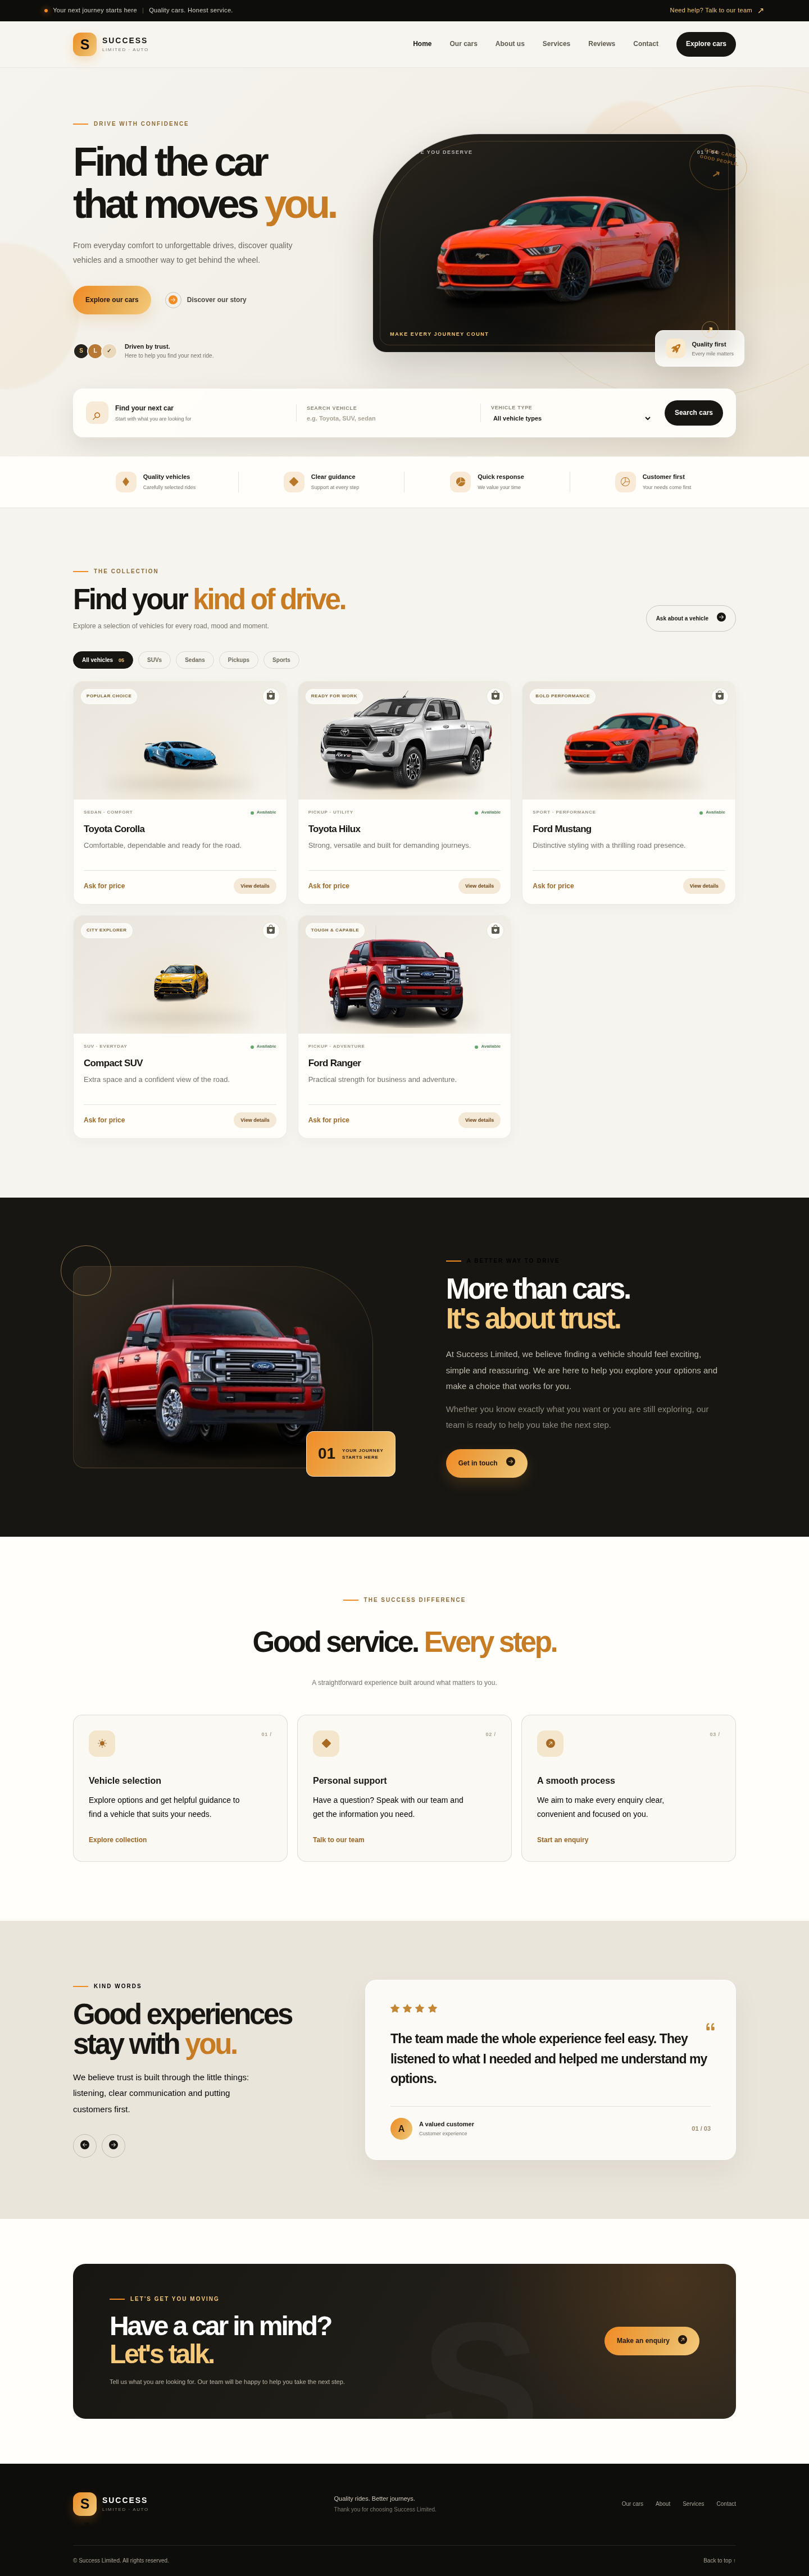 Your journey starts here | Quality cars. Honest service.
Need help? Talk to our team ↗
S
SUCCESS
LIMITED · AUTO
Home
Our cars
About us
Services
Reviews
Contact
Explore cars
DRIVE WITH CONFIDENCE
Find the car
that moves you.
From everyday comfort to unforgettable drives, discover quality
vehicles and a smoother way to get behind the wheel.
Explore our cars
Discover our story
S L ✓
Driven by trust.
Here to help you find your next ride.
E YOU DESERVE
GOOD PEOPLE
MAKE EVERY JOURNEY COUNT
Quality first
Every mile matters
Find your next car
Start with what you are looking for
SEARCH VEHICLE
e.g. Toyota, SUV, sedan
VEHICLE TYPE
All vehicle types
Search cars
Quality vehicles
Carefully selected rides
Clear guidance
Support at every step
Quick response
We value your time
Customer first
Your needs come first
THE COLLECTION
Find your kind of drive.
Explore a selection of vehicles for every road, mood and moment.
Ask about a vehicle
All vehicles 05
SUVs
Sedans
Pickups
Sports
POPULAR CHOICE
SEDAN · COMFORT
Available
Toyota Corolla
Comfortable, dependable and ready for the road.
Ask for price
View details
READY FOR WORK
PICKUP · UTILITY
Available
Toyota Hilux
Strong, versatile and built for demanding journeys.
Ask for price
View details
BOLD PERFORMANCE
SPORT · PERFORMANCE
Available
Ford Mustang
Distinctive styling with a thrilling road presence.
Ask for price
View details
CITY EXPLORER
SUV · EVERYDAY
Available
Compact SUV
Extra space and a confident view of the road.
Ask for price
View details
TOUGH & CAPABLE
PICKUP · ADVENTURE
Available
Ford Ranger
Practical strength for business and adventure.
Ask for price
View details
01
YOUR JOURNEY
STARTS HERE
A BETTER WAY TO DRIVE
More than cars.
It's about trust.
At Success Limited, we believe finding a vehicle should feel exciting,
simple and reassuring. We are here to help you explore your options and
make a choice that works for you.
Whether you know exactly what you want or you are still exploring, our
team is ready to help you take the next step.
Get in touch
THE SUCCESS DIFFERENCE
Good service. Every step.
A straightforward experience built around what matters to you.
01 /
Vehicle selection
Explore options and get helpful guidance to
find a vehicle that suits your needs.
Explore collection
02 /
Personal support
Have a question? Speak with our team and
get the information you need.
Talk to our team
03 /
A smooth process
We aim to make every enquiry clear,
convenient and focused on you.
Start an enquiry
KIND WORDS
Good experiences
stay with you.
We believe trust is built through the little things:
listening, clear communication and putting
customers first.
“
The team made the whole experience feel easy. They
listened to what I needed and helped me understand my
options.
A
A valued customer
Customer experience
01 / 03
LET'S GET YOU MOVING
Have a car in mind?
Let's talk.
Tell us what you are looking for. Our team will be happy to help you take the next step.
S
Make an enquiry
S
SUCCESS
LIMITED · AUTO
Quality rides. Better journeys.
Thank you for choosing Success Limited.
Our cars
About
Services
Contact
© Success Limited. All rights reserved.
Back to top ↑